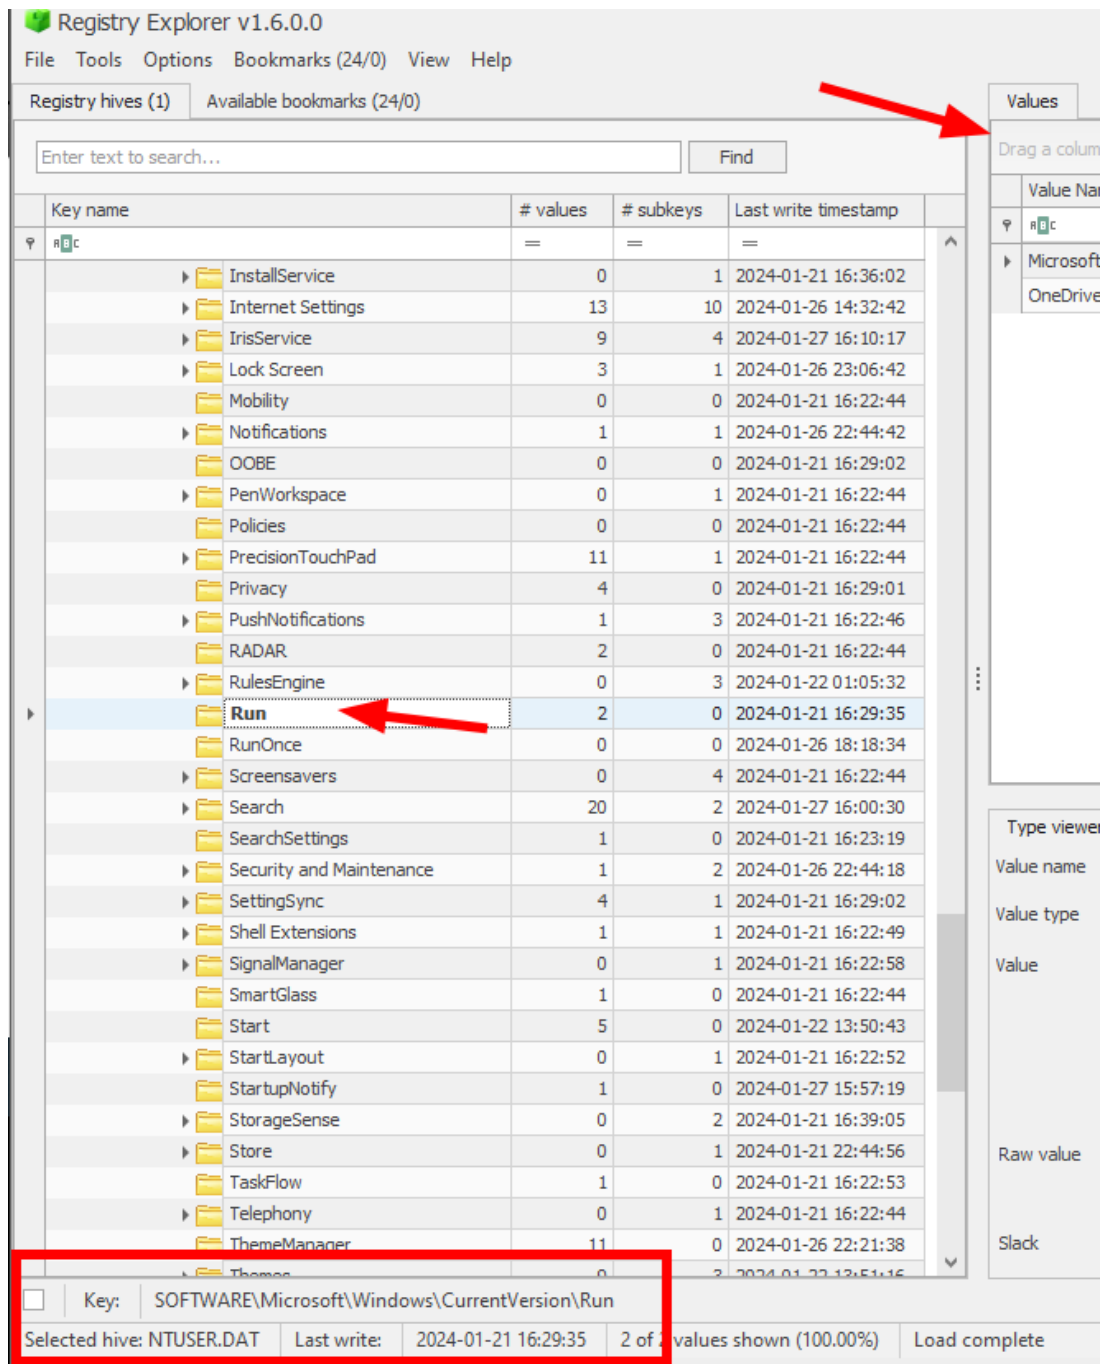 Registry Explorer v1.6.0.0
File Tools Options Bookmarks (24/0) View Help
Registry hives (1) Available bookmarks (24/0)
Enter text to search... Find
Key name # values # subkeys Last write timestamp
ABC = = =
InstallService 0 1 2024-01-21 16:36:02
Internet Settings 13 10 2024-01-26 14:32:42
IrisService 9 4 2024-01-27 16:10:17
Lock Screen 3 1 2024-01-26 23:06:42
Mobility 0 0 2024-01-21 16:22:44
Notifications 1 1 2024-01-26 22:44:42
OOBE 0 0 2024-01-21 16:29:02
PenWorkspace 0 1 2024-01-21 16:22:44
Policies 0 0 2024-01-21 16:22:44
PrecisionTouchPad 11 1 2024-01-21 16:22:44
Privacy 4 0 2024-01-21 16:29:01
PushNotifications 1 3 2024-01-21 16:22:46
RADAR 2 0 2024-01-21 16:22:44
RulesEngine 0 3 2024-01-22 01:05:32
Run 2 0 2024-01-21 16:29:35
RunOnce 0 0 2024-01-26 18:18:34
Screensavers 0 4 2024-01-21 16:22:44
Search 20 2 2024-01-27 16:00:30
SearchSettings 1 0 2024-01-21 16:23:19
Security and Maintenance 1 2 2024-01-26 22:44:18
SettingSync 4 1 2024-01-21 16:29:02
Shell Extensions 1 1 2024-01-21 16:22:49
SignalManager 0 1 2024-01-21 16:22:58
SmartGlass 1 0 2024-01-21 16:22:44
Start 5 0 2024-01-22 13:50:43
StartLayout 0 1 2024-01-21 16:22:52
StartupNotify 1 0 2024-01-27 15:57:19
StorageSense 0 2 2024-01-21 16:39:05
Store 0 1 2024-01-21 22:44:56
TaskFlow 1 0 2024-01-21 16:22:53
Telephony 0 1 2024-01-21 16:22:44
ThemeManager 11 0 2024-01-26 22:21:38
Themes
Key: SOFTWARE\Microsoft\Windows\CurrentVersion\Run
Selected hive: NTUSER.DAT Last write: 2024-01-21 16:29:35 2 of 2 values shown (100.00%) Load complete
Values
Drag a colum
Value Nar
ABC
Microsoft
OneDrive
Type viewer
Value name
Value type
Value
Raw value
Slack